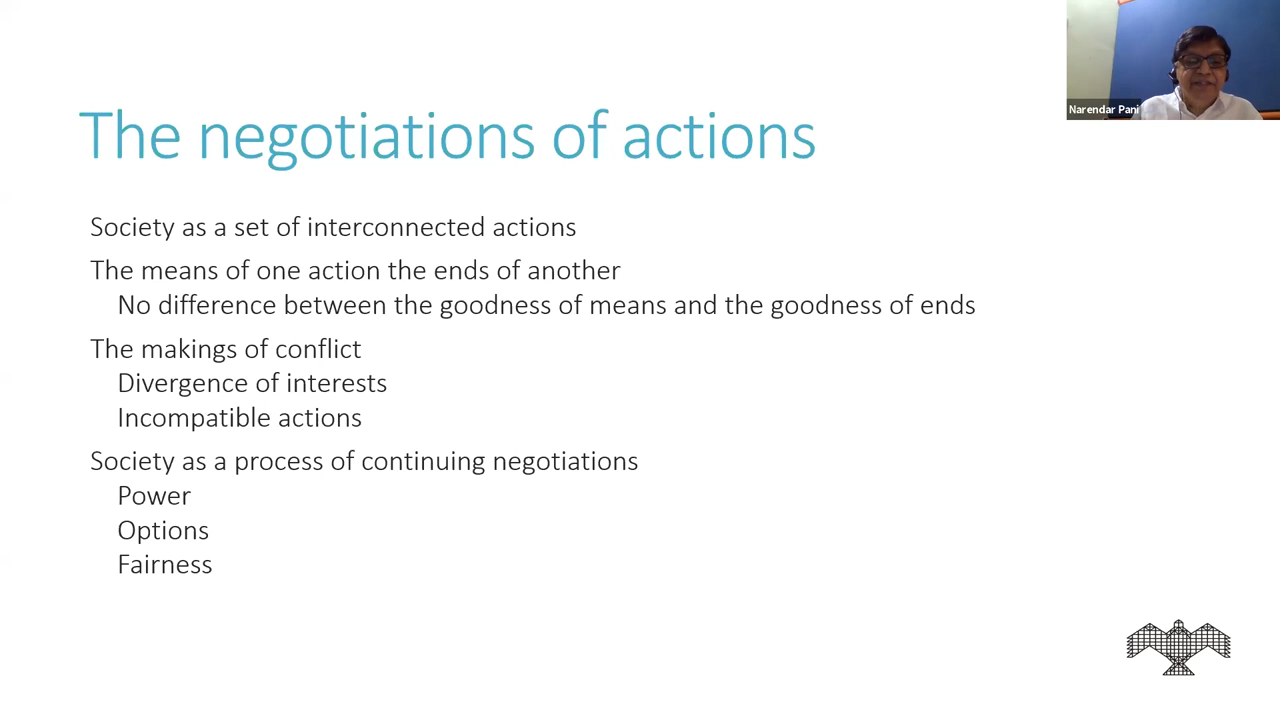 The negotiations of actions
Society as a set of interconnected actions
The means of one action the ends of another
No difference between the goodness of means and the goodness of ends
The makings of conflict
Divergence of interests
Incompatible actions
Society as a process of continuing negotiations
Power
Options
Fairness
Narendar Pani